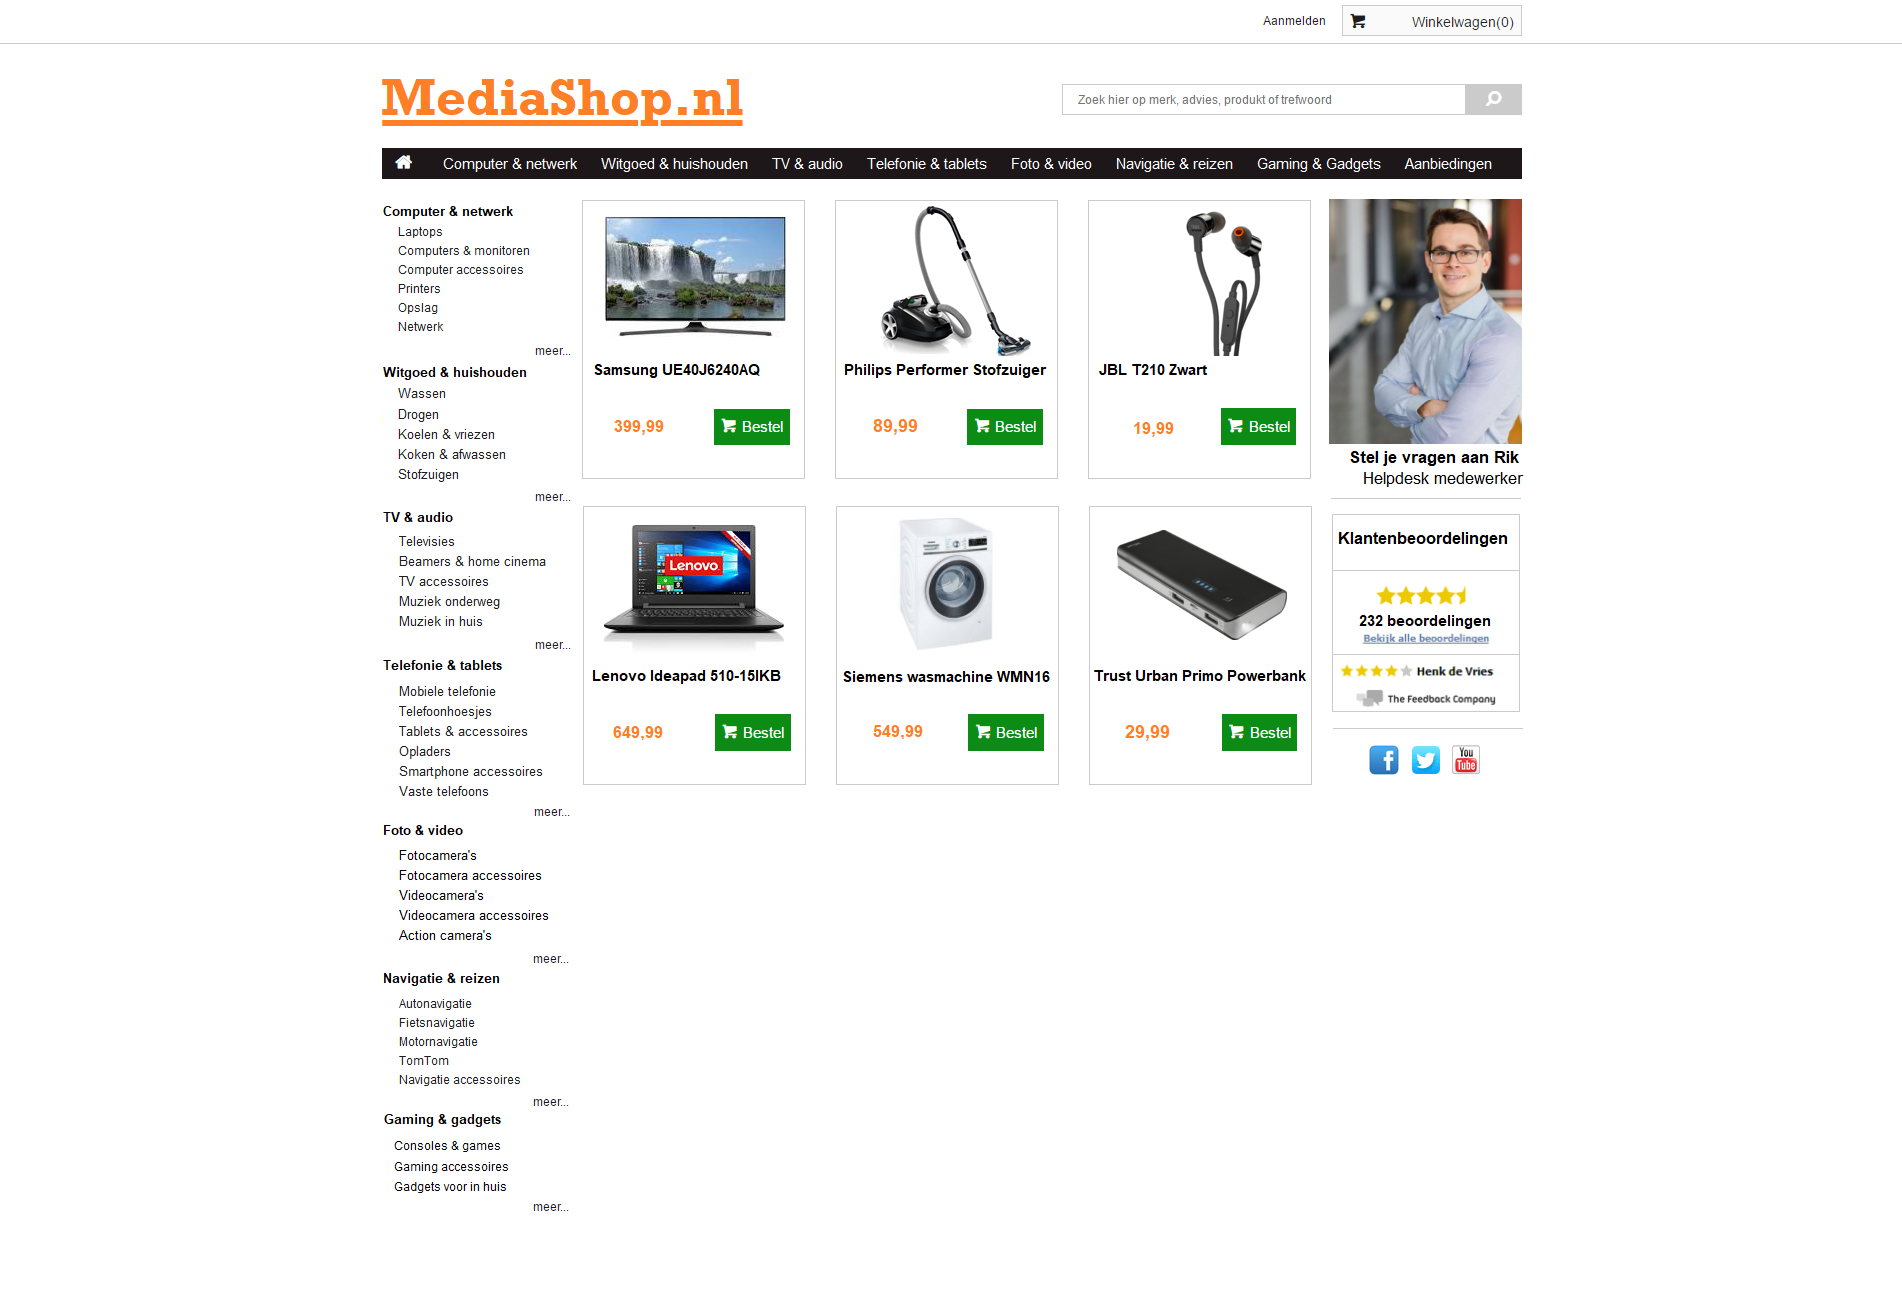 Aanmelden
Winkelwagen(0)
MediaShop.nl
Zoek hier op merk, advies, produkt of trefwoord
Computer & netwerk Witgoed & huishouden TV & audio Telefonie & tablets Foto & video Navigatie & reizen Gaming & Gadgets Aanbiedingen
Computer & netwerk
Laptops
Computers & monitoren
Computer accessoires
Printers
Opslag
Netwerk
meer...
Witgoed & huishouden
Wassen
Drogen
Koelen & vriezen
Koken & afwassen
Stofzuigen
meer...
TV & audio
Televisies
Beamers & home cinema
TV accessoires
Muziek onderweg
Muziek in huis
meer...
Telefonie & tablets
Mobiele telefonie
Telefoonhoesjes
Tablets & accessoires
Opladers
Smartphone accessoires
Vaste telefoons
meer...
Foto & video
Fotocamera's
Fotocamera accessoires
Videocamera's
Videocamera accessoires
Action camera's
meer...
Navigatie & reizen
Autonavigatie
Fietsnavigatie
Motornavigatie
TomTom
Navigatie accessoires
meer...
Gaming & gadgets
Consoles & games
Gaming accessoires
Gadgets voor in huis
meer...
Samsung UE40J6240AQ
399,99
Bestel
Philips Performer Stofzuiger
89,99
Bestel
JBL T210 Zwart
19,99
Bestel
Lenovo
Lenovo Ideapad 510-15IKB
649,99
Bestel
Siemens wasmachine WMN16
549,99
Bestel
Trust Urban Primo Powerbank
29,99
Bestel
Stel je vragen aan Rik
Helpdesk medewerker
Klantenbeoordelingen
232 beoordelingen
Bekijk alle beoordelingen
Henk de Vries
The Feedback Company
You
Tube